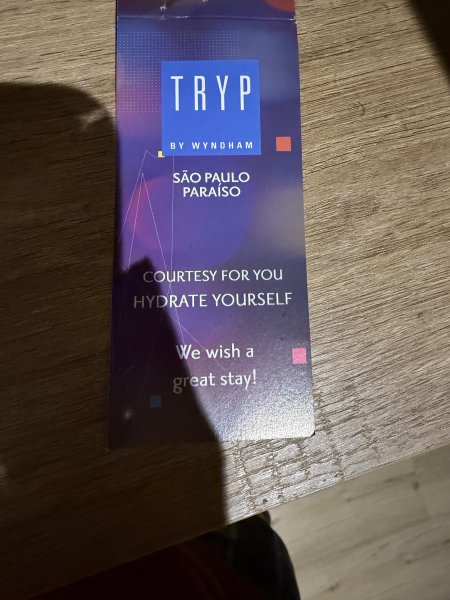 TRYP
BY WYNDHAM
SÃO PAULO
PARAÍSO
COURTESY FOR YOU
HYDRATE YOURSELF
We wish a
great stay!